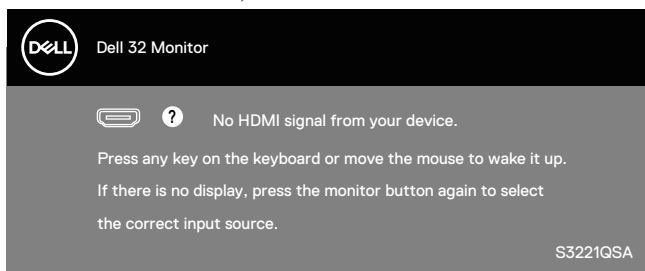 DELL
Dell 32 Monitor
? No HDMI signal from your device.
Press any key on the keyboard or move the mouse to wake it up.
If there is no display, press the monitor button again to select
the correct input source.
S3221QSA